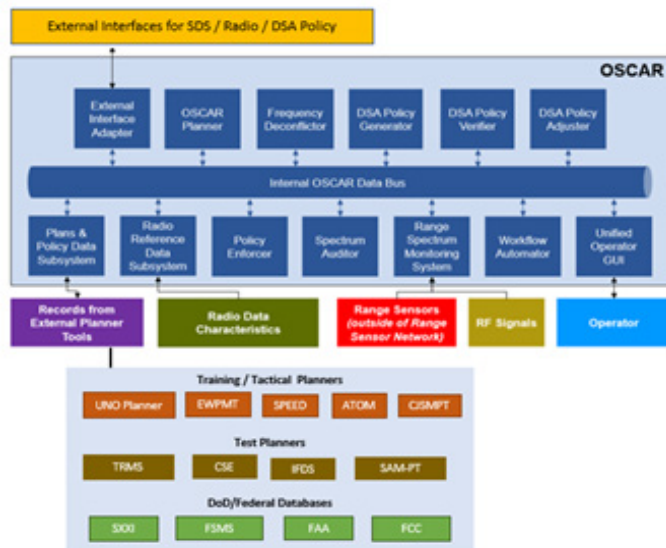 External Interfaces for SDS / Radio / DSA Policy
OSCAR
External
Interface
Adapter
OSCAR
Planner
Frequency
Deconflictor
DSA Policy
Generator
DSA Policy
Verifier
DSA Policy
Adjuster
Internal OSCAR Data Bus
Plans &
Policy Data
Subsystem
Radio
Reference
Data
Subsystem
Policy
Enforcer
Spectrum
Auditor
Range
Spectrum
Monitoring
System
Workflow
Automator
Unified
Operator
GUI
Records from
External Planner
Tools
Radio Data
Characteristics
Range Sensors
(outside of Range
Sensor Network)
RF Signals
Operator
Training / Tactical Planners
UNO Planner
EWPMT
SPEED
ATOM
CJSMPT
Test Planners
TRMS
CSE
IFDS
SAM-PT
DoD/Federal Databases
SXXI
FSMS
FAA
FCC